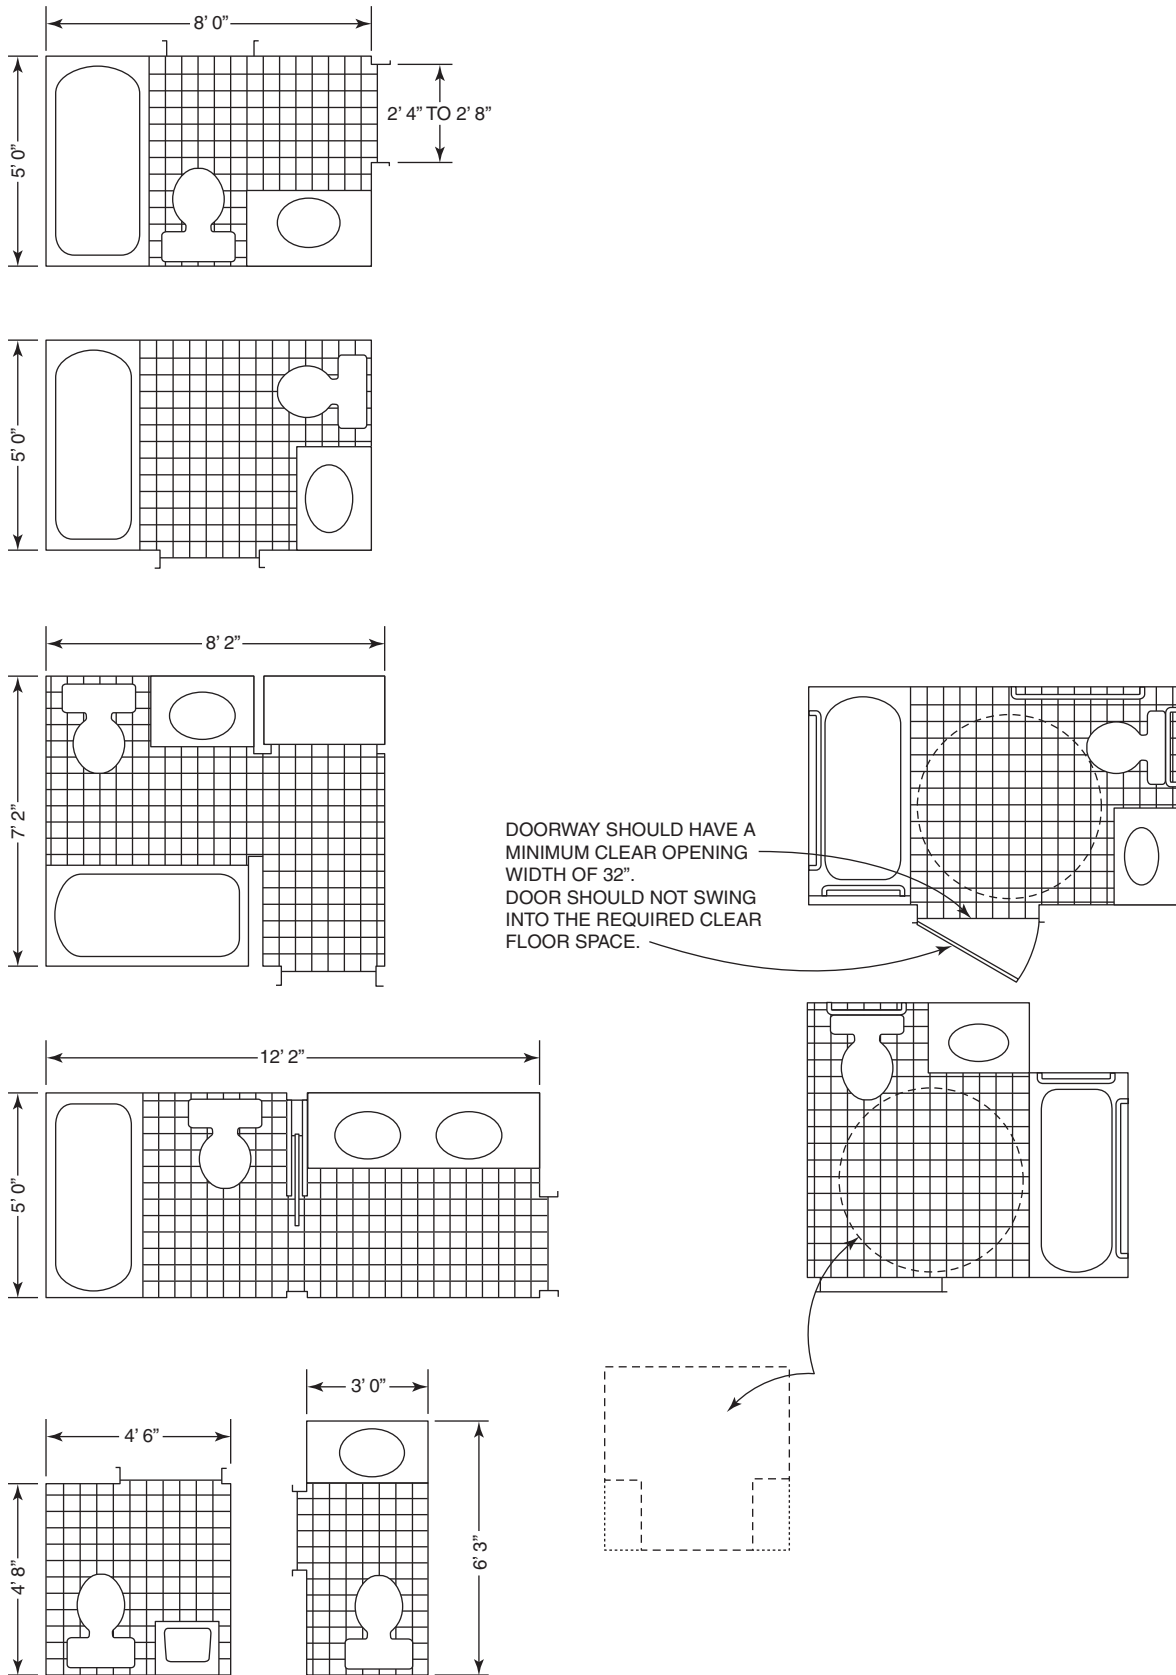 8’ 0”
5’ 0”
2’ 4” TO 2’ 8”
5’ 0”
8’ 2”
7’ 2”
DOORWAY SHOULD HAVE A
MINIMUM CLEAR OPENING
WIDTH OF 32”.
DOOR SHOULD NOT SWING
INTO THE REQUIRED CLEAR
FLOOR SPACE.
12’ 2”
5’ 0”
4’ 6”
4’ 8”
3’ 0”
6’ 3”